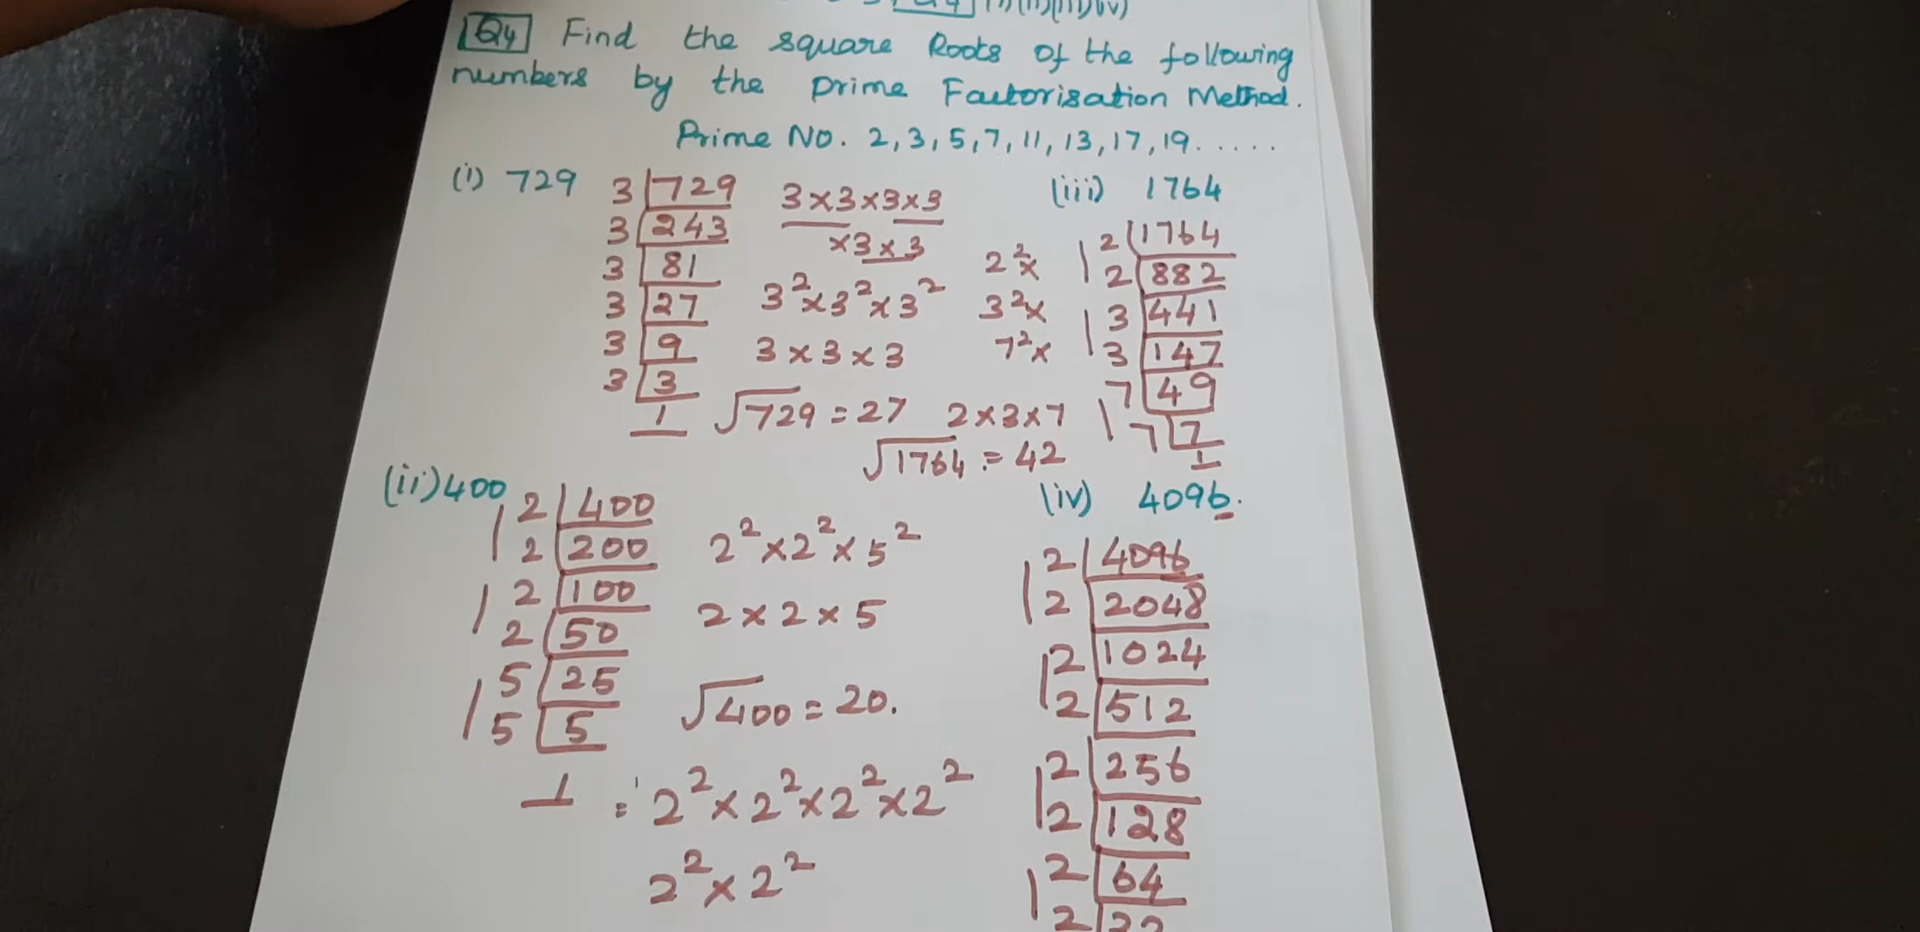 Q4 Find the square Roots of the following
numbers by the Prime Factorisation Method.
Prime No. 2, 3, 5, 7, 11, 13, 17, 19.....
(i) 729
3 | 729
3 | 243
3 | 81
3 | 27
3 | 9
3 | 3
1
3×3×3×3
×3×3
3²×3²×3²
3×3×3
√729 = 27
(iii) 1764
2 | 1764
2 | 882
3 | 441
3 | 147
7 | 49
7 | 7
1
2²×
3²×
7²×
2×3×7
√1764 = 42
(ii) 400
2 | 400
2 | 200
2 | 100
2 | 50
5 | 25
5 | 5
1
2²×2²×5²
2×2×5
√400 = 20.
(iv) 4096.
2 | 4096
2 | 2048
2 | 1024
2 | 512
2 | 256
2 | 128
2 | 64
2 | 32
= 2²×2²×2²×2²
2²×2²